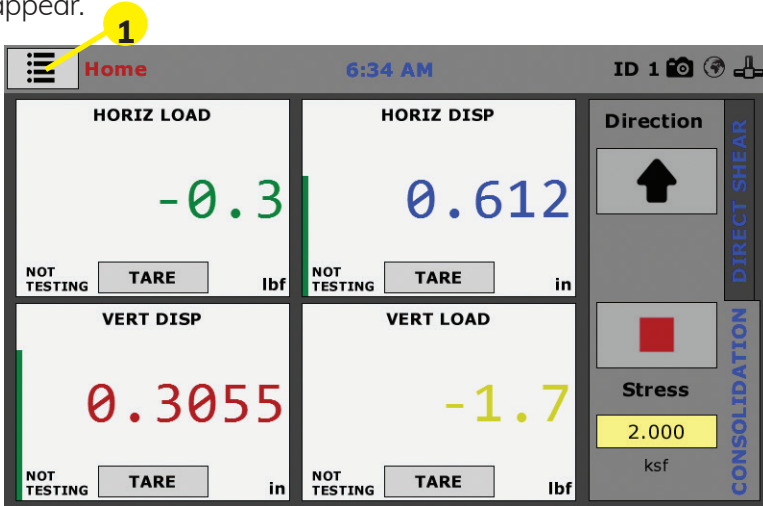 appear.
1
Home 6:34 AM ID 1
HORIZ LOAD
-0.3
NOT TESTING TARE lbf
HORIZ DISP
0.612
NOT TESTING TARE in
VERT DISP
0.3055
NOT TESTING TARE in
VERT LOAD
-1.7
NOT TESTING TARE lbf
Direction
Stress
2.000
ksf
DIRECT SHEAR
CONSOLIDATION